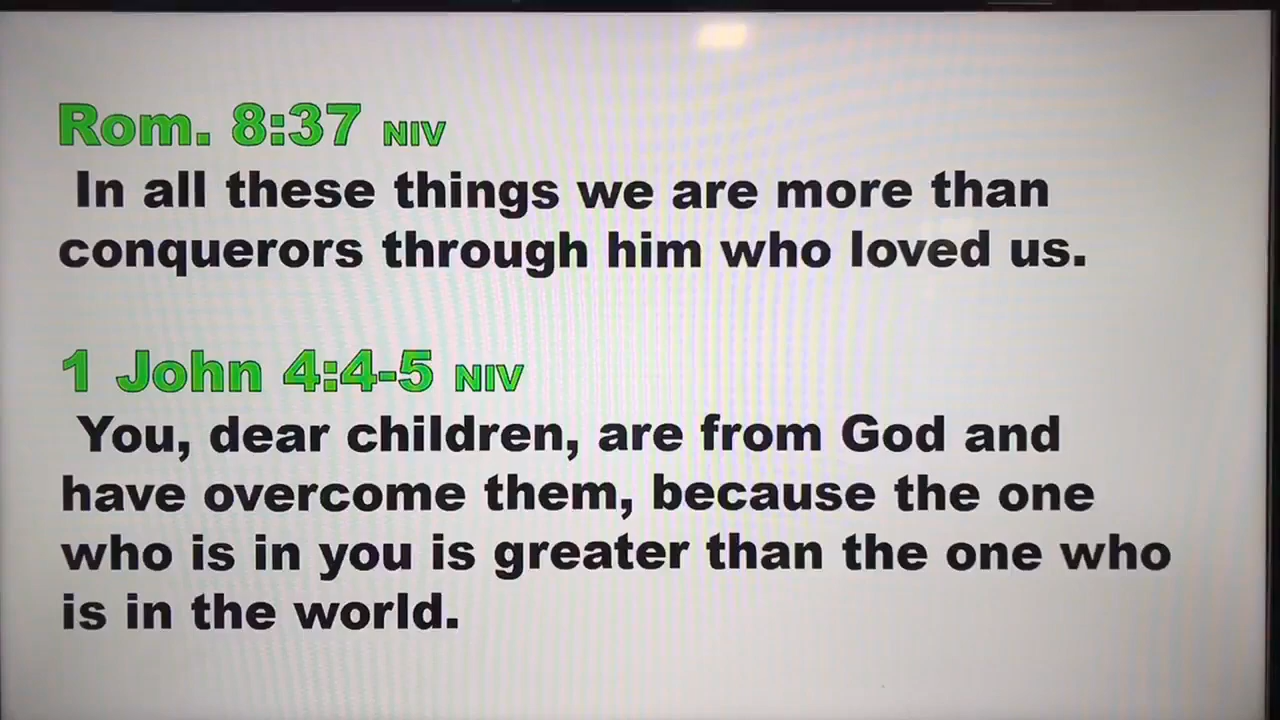 Rom. 8:37 NIV
In all these things we are more than
conquerors through him who loved us.
1 John 4:4-5 NIV
You, dear children, are from God and
have overcome them, because the one
who is in you is greater than the one who
is in the world.